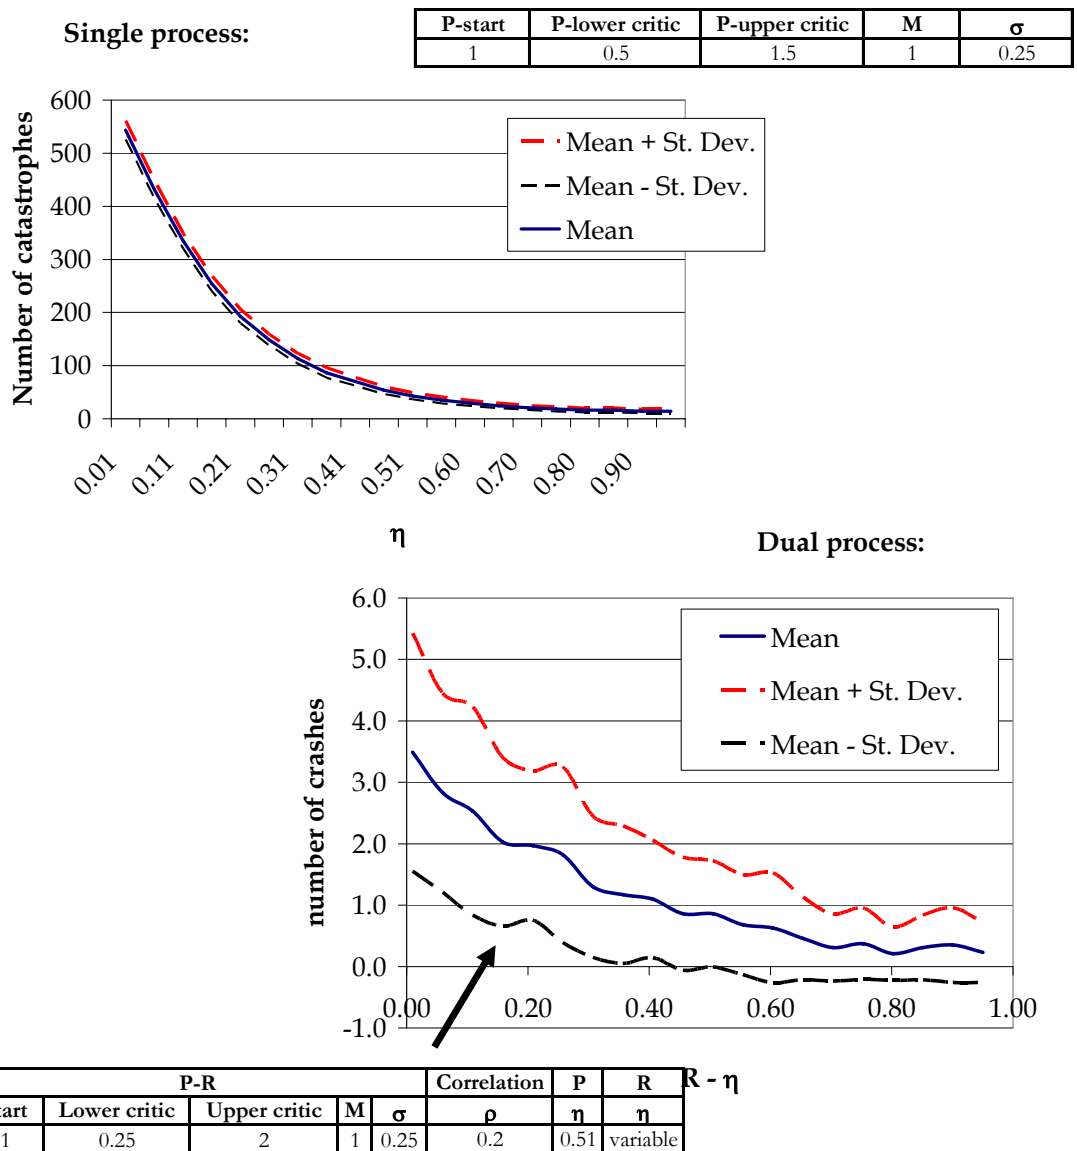 Single process:
P-start P-lower critic P-upper critic M σ
1 0.5 1.5 1 0.25
600
500
400
300
200
100
0
Number of catastrophes
Mean + St. Dev.
Mean - St. Dev.
Mean
0.01 0.11 0.21 0.31 0.41 0.51 0.60 0.70 0.80 0.90
η
Dual process:
6.0
5.0
4.0
3.0
2.0
1.0
0.0
-1.0
number of crashes
Mean
Mean + St. Dev.
Mean - St. Dev.
0.00 0.20 0.40 0.60 0.80 1.00
R - η
P-R Correlation P R
tart Lower critic Upper critic M σ ρ η η
1 0.25 2 1 0.25 0.2 0.51 variable